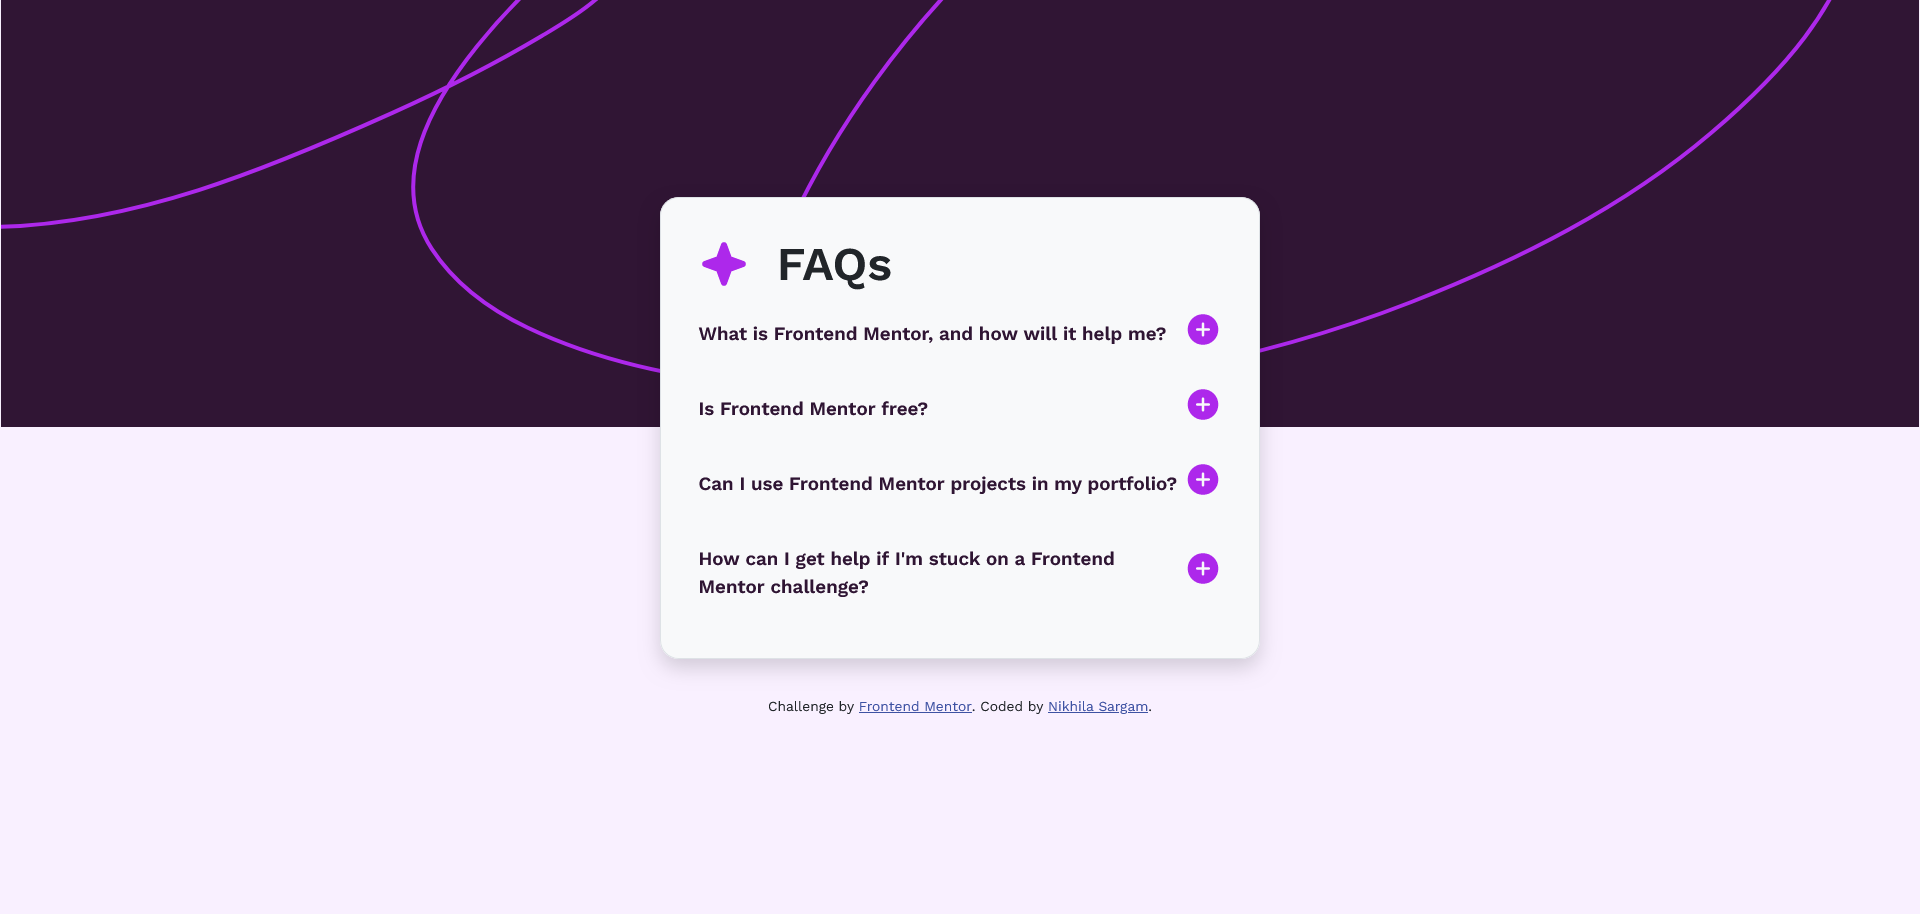 FAQs
What is Frontend Mentor, and how will it help me?
Is Frontend Mentor free?
Can I use Frontend Mentor projects in my portfolio?
How can I get help if I'm stuck on a Frontend
Mentor challenge?
Challenge by Frontend Mentor. Coded by Nikhila Sargam.